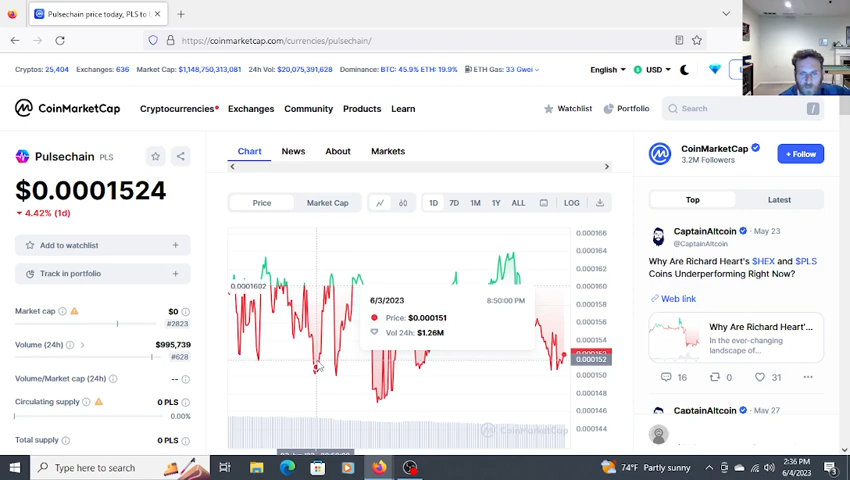 Pulsechain price today, PLS to U
https://coinmarketcap.com/currencies/pulsechain/
Cryptos: 25,404 Exchanges: 636 Market Cap: $1,148,750,313,081 24h Vol: $20,075,391,628 Dominance: BTC: 45.9% ETH: 19.9% ETH Gas: 33 Gwei
English USD
CoinMarketCap Cryptocurrencies Exchanges Community Products Learn
Watchlist Portfolio Search /
Pulsechain PLS
$0.0001524
4.42% (1d)
Add to watchlist +
Track in portfolio +
Market cap $0
#2823
Volume (24h) $995,739
#628
Volume/Market cap (24h) --
Circulating supply 0 PLS
0.00%
Total supply 0 PLS
Chart News About Markets
Price Market Cap 1D 7D 1M 1Y ALL LOG
0.000166
0.000164
0.000162
0.0001602
0.000160
0.000158
0.000156
0.000154
0.000152
0.000150
0.000148
0.000146
0.000144
6/3/2023 8:50:00 PM
Price: $0.000151
Vol 24h: $1.26M
CoinMarketCap
CoinMarketCap
3.2M Followers
+ Follow
Top Latest
CaptainAltcoin · May 23
@CaptainAltcoin
Why Are Richard Heart's $HEX and $PLS
Coins Underperforming Right Now?
Web link
Why Are Richard Heart'...
In the ever-changing
landscape of...
16 0 31
CaptainAltcoin · May 27
Type here to search
74°F Partly sunny
2:36 PM
6/4/2023
3